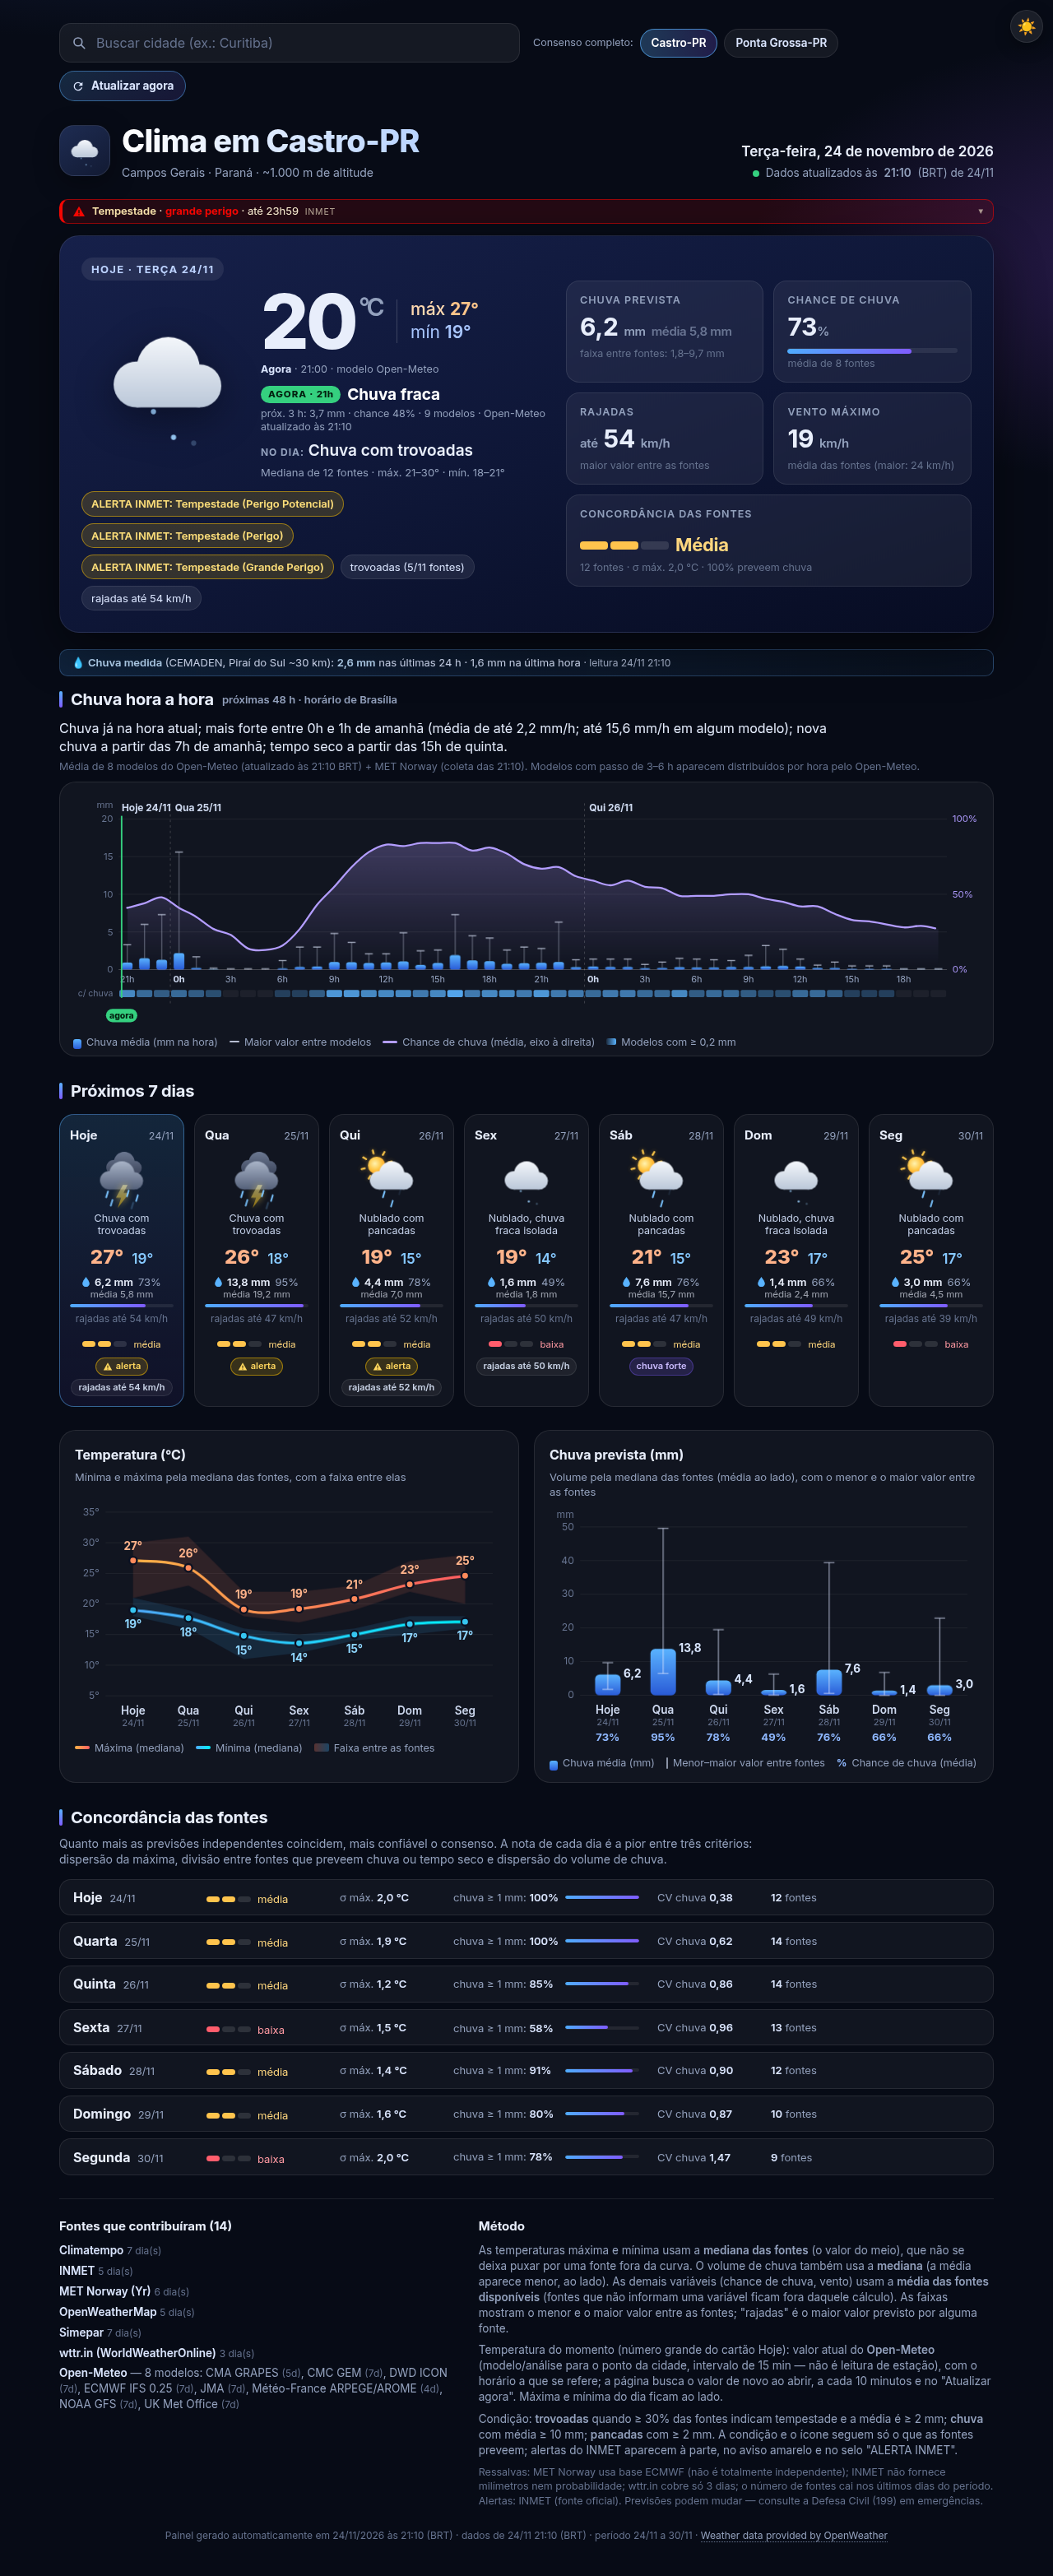 Buscar cidade (ex.: Curitiba)
Consenso completo: Castro-PR Ponta Grossa-PR
Atualizar agora
Clima em Castro-PR
Campos Gerais · Paraná · ~1.000 m de altitude
Terça-feira, 24 de novembro de 2026
Dados atualizados às 21:10 (BRT) de 24/11
Tempestade · grande perigo · até 23h59 INMET
HOJE · TERÇA 24/11
20°C
máx 27°
mín 19°
Agora · 21:00 · modelo Open-Meteo
AGORA · 21h Chuva fraca
próx. 3 h: 3,7 mm · chance 48% · 9 modelos · Open-Meteo
atualizado às 21:10
NO DIA: Chuva com trovoadas
Mediana de 12 fontes · máx. 21–30° · mín. 18–21°
ALERTA INMET: Tempestade (Perigo Potencial)
ALERTA INMET: Tempestade (Perigo)
ALERTA INMET: Tempestade (Grande Perigo) trovoadas (5/11 fontes)
rajadas até 54 km/h
CHUVA PREVISTA
6,2 mm média 5,8 mm
faixa entre fontes: 1,8–9,7 mm
CHANCE DE CHUVA
73%
média de 8 fontes
RAJADAS
até 54 km/h
maior valor entre as fontes
VENTO MÁXIMO
19 km/h
média das fontes (maior: 24 km/h)
CONCORDÂNCIA DAS FONTES
Média
12 fontes · σ máx. 2,0 °C · 100% preveem chuva
Chuva medida (CEMADEN, Piraí do Sul ~30 km): 2,6 mm nas últimas 24 h · 1,6 mm na última hora · leitura 24/11 21:10
Chuva hora a hora próximas 48 h · horário de Brasília
Chuva já na hora atual; mais forte entre 0h e 1h de amanhã (média de até 2,2 mm/h; até 15,6 mm/h em algum modelo); nova
chuva a partir das 7h de amanhã; tempo seco a partir das 15h de quinta.
Média de 8 modelos do Open-Meteo (atualizado às 21:10 BRT) + MET Norway (coleta das 21:10). Modelos com passo de 3–6 h aparecem distribuídos por hora pelo Open-Meteo.
mm Hoje 24/11 Qua 25/11 Qui 26/11
20 100%
15
10 50%
5
0 0%
21h 0h 3h 6h 9h 12h 15h 18h 21h 0h 3h 6h 9h 12h 15h 18h
c/ chuva
agora
Chuva média (mm na hora) Maior valor entre modelos Chance de chuva (média, eixo à direita) Modelos com ≥ 0,2 mm
Próximos 7 dias
Hoje 24/11
Chuva com
trovoadas
27° 19°
6,2 mm 73%
média 5,8 mm
rajadas até 54 km/h
média
alerta
rajadas até 54 km/h
Qua 25/11
Chuva com
trovoadas
26° 18°
13,8 mm 95%
média 19,2 mm
rajadas até 47 km/h
média
alerta
Qui 26/11
Nublado com
pancadas
19° 15°
4,4 mm 78%
média 7,0 mm
rajadas até 52 km/h
média
alerta
rajadas até 52 km/h
Sex 27/11
Nublado, chuva
fraca isolada
19° 14°
1,6 mm 49%
média 1,8 mm
rajadas até 50 km/h
baixa
rajadas até 50 km/h
Sáb 28/11
Nublado com
pancadas
21° 15°
7,6 mm 76%
média 15,7 mm
rajadas até 47 km/h
média
chuva forte
Dom 29/11
Nublado, chuva
fraca isolada
23° 17°
1,4 mm 66%
média 2,4 mm
rajadas até 49 km/h
média
Seg 30/11
Nublado com
pancadas
25° 17°
3,0 mm 66%
média 4,5 mm
rajadas até 39 km/h
baixa
Temperatura (°C)
Mínima e máxima pela mediana das fontes, com a faixa entre elas
35°
30°
25°
20°
15°
10°
5°
27° 26° 19° 19° 21° 23° 25°
19° 18° 15° 14° 15° 17° 17°
Hoje Qua Qui Sex Sáb Dom Seg
24/11 25/11 26/11 27/11 28/11 29/11 30/11
Máxima (mediana) Mínima (mediana) Faixa entre as fontes
Chuva prevista (mm)
Volume pela mediana das fontes (média ao lado), com o menor e o maior valor entre
as fontes
mm
50
40
30
20
10
0
6,2 13,8 4,4 1,6 7,6 1,4 3,0
Hoje Qua Qui Sex Sáb Dom Seg
24/11 25/11 26/11 27/11 28/11 29/11 30/11
73% 95% 78% 49% 76% 66% 66%
Chuva média (mm) Menor–maior valor entre fontes % Chance de chuva (média)
Concordância das fontes
Quanto mais as previsões independentes coincidem, mais confiável o consenso. A nota de cada dia é a pior entre três critérios:
dispersão da máxima, divisão entre fontes que preveem chuva ou tempo seco e dispersão do volume de chuva.
Hoje 24/11 média σ máx. 2,0 °C chuva ≥ 1 mm: 100% CV chuva 0,38 12 fontes
Quarta 25/11 média σ máx. 1,9 °C chuva ≥ 1 mm: 100% CV chuva 0,62 14 fontes
Quinta 26/11 média σ máx. 1,2 °C chuva ≥ 1 mm: 85% CV chuva 0,86 14 fontes
Sexta 27/11 baixa σ máx. 1,5 °C chuva ≥ 1 mm: 58% CV chuva 0,96 13 fontes
Sábado 28/11 média σ máx. 1,4 °C chuva ≥ 1 mm: 91% CV chuva 0,90 12 fontes
Domingo 29/11 média σ máx. 1,6 °C chuva ≥ 1 mm: 80% CV chuva 0,87 10 fontes
Segunda 30/11 baixa σ máx. 2,0 °C chuva ≥ 1 mm: 78% CV chuva 1,47 9 fontes
Fontes que contribuíram (14)
Climatempo 7 dia(s)
INMET 5 dia(s)
MET Norway (Yr) 6 dia(s)
OpenWeatherMap 5 dia(s)
Simepar 7 dia(s)
wttr.in (WorldWeatherOnline) 3 dia(s)
Open-Meteo — 8 modelos: CMA GRAPES (5d), CMC GEM (7d), DWD ICON
(7d), ECMWF IFS 0.25 (7d), JMA (7d), Météo-France ARPEGE/AROME (4d),
NOAA GFS (7d), UK Met Office (7d)
Método
As temperaturas máxima e mínima usam a mediana das fontes (o valor do meio), que não se
deixa puxar por uma fonte fora da curva. O volume de chuva também usa a mediana (a média
aparece menor, ao lado). As demais variáveis (chance de chuva, vento) usam a média das fontes
disponíveis (fontes que não informam uma variável ficam fora daquele cálculo). As faixas
mostram o menor e o maior valor entre as fontes; "rajadas" é o maior valor previsto por alguma
fonte.
Temperatura do momento (número grande do cartão Hoje): valor atual do Open-Meteo
(modelo/análise para o ponto da cidade, intervalo de 15 min — não é leitura de estação), com o
horário a que se refere; a página busca o valor de novo ao abrir, a cada 10 minutos e no "Atualizar
agora". Máxima e mínima do dia ficam ao lado.
Condição: trovoadas quando ≥ 30% das fontes indicam tempestade e a média é ≥ 2 mm; chuva
com média ≥ 10 mm; pancadas com ≥ 2 mm. A condição e o ícone seguem só o que as fontes
preveem; alertas do INMET aparecem à parte, no aviso amarelo e no selo "ALERTA INMET".
Ressalvas: MET Norway usa base ECMWF (não é totalmente independente); INMET não fornece
milímetros nem probabilidade; wttr.in cobre só 3 dias; o número de fontes cai nos últimos dias do período.
Alertas: INMET (fonte oficial). Previsões podem mudar — consulte a Defesa Civil (199) em emergências.
Painel gerado automaticamente em 24/11/2026 às 21:10 (BRT) · dados de 24/11 21:10 (BRT) · período 24/11 a 30/11 · Weather data provided by OpenWeather